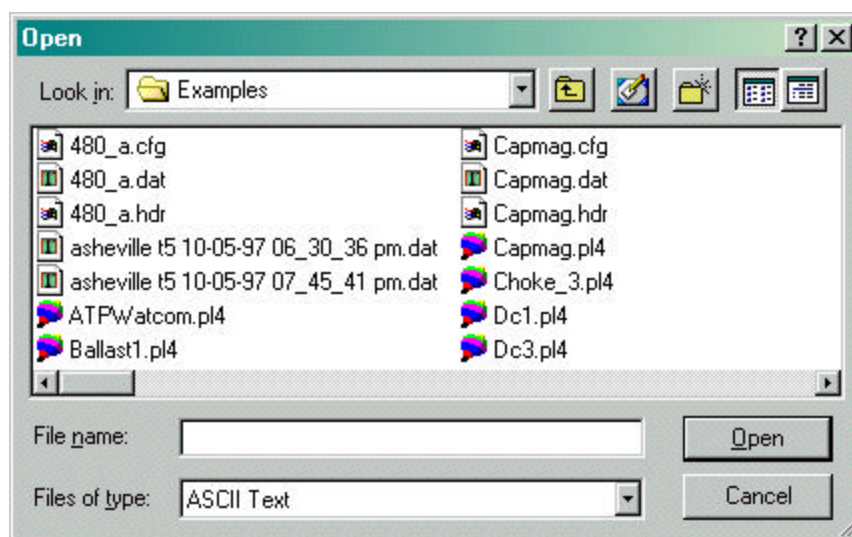 Open
Look in: Examples
480_a.cfg
480_a.dat
480_a.hdr
asheville t5 10-05-97 06_30_36 pm.dat
asheville t5 10-05-97 07_45_41 pm.dat
ATPWatcom.pl4
Ballast1.pl4
Capmag.cfg
Capmag.dat
Capmag.hdr
Capmag.pl4
Choke_3.pl4
Dc1.pl4
Dc3.pl4
File name:
Open
Files of type: ASCII Text
Cancel